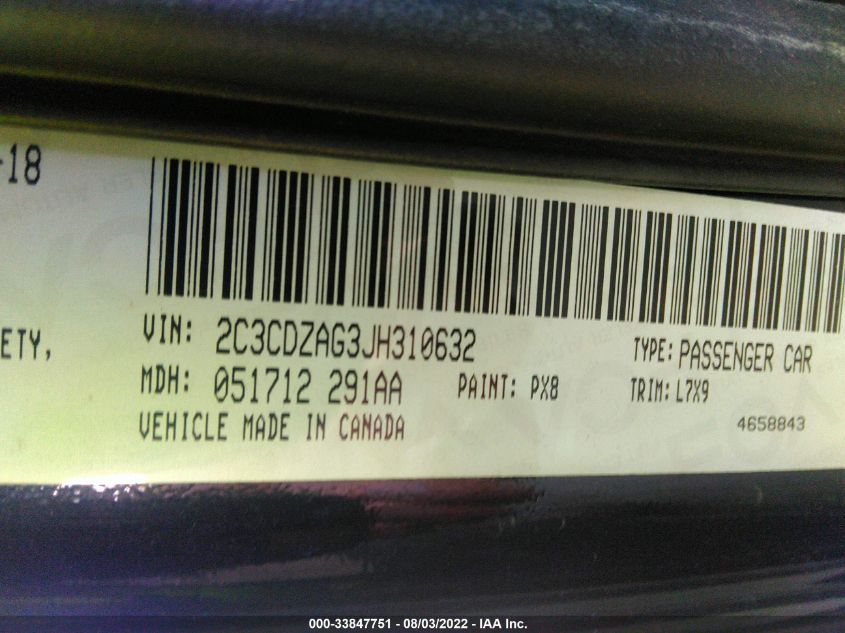 -18
ETY,
VIN: 2C3CDZAG3JH310632
TYPE: PASSENGER CAR
MDH: 051712 291AA
PAINT: PX8
TRIM: L7X9
VEHICLE MADE IN CANADA
4658843
000-33847751 - 08/03/2022 - IAA Inc.